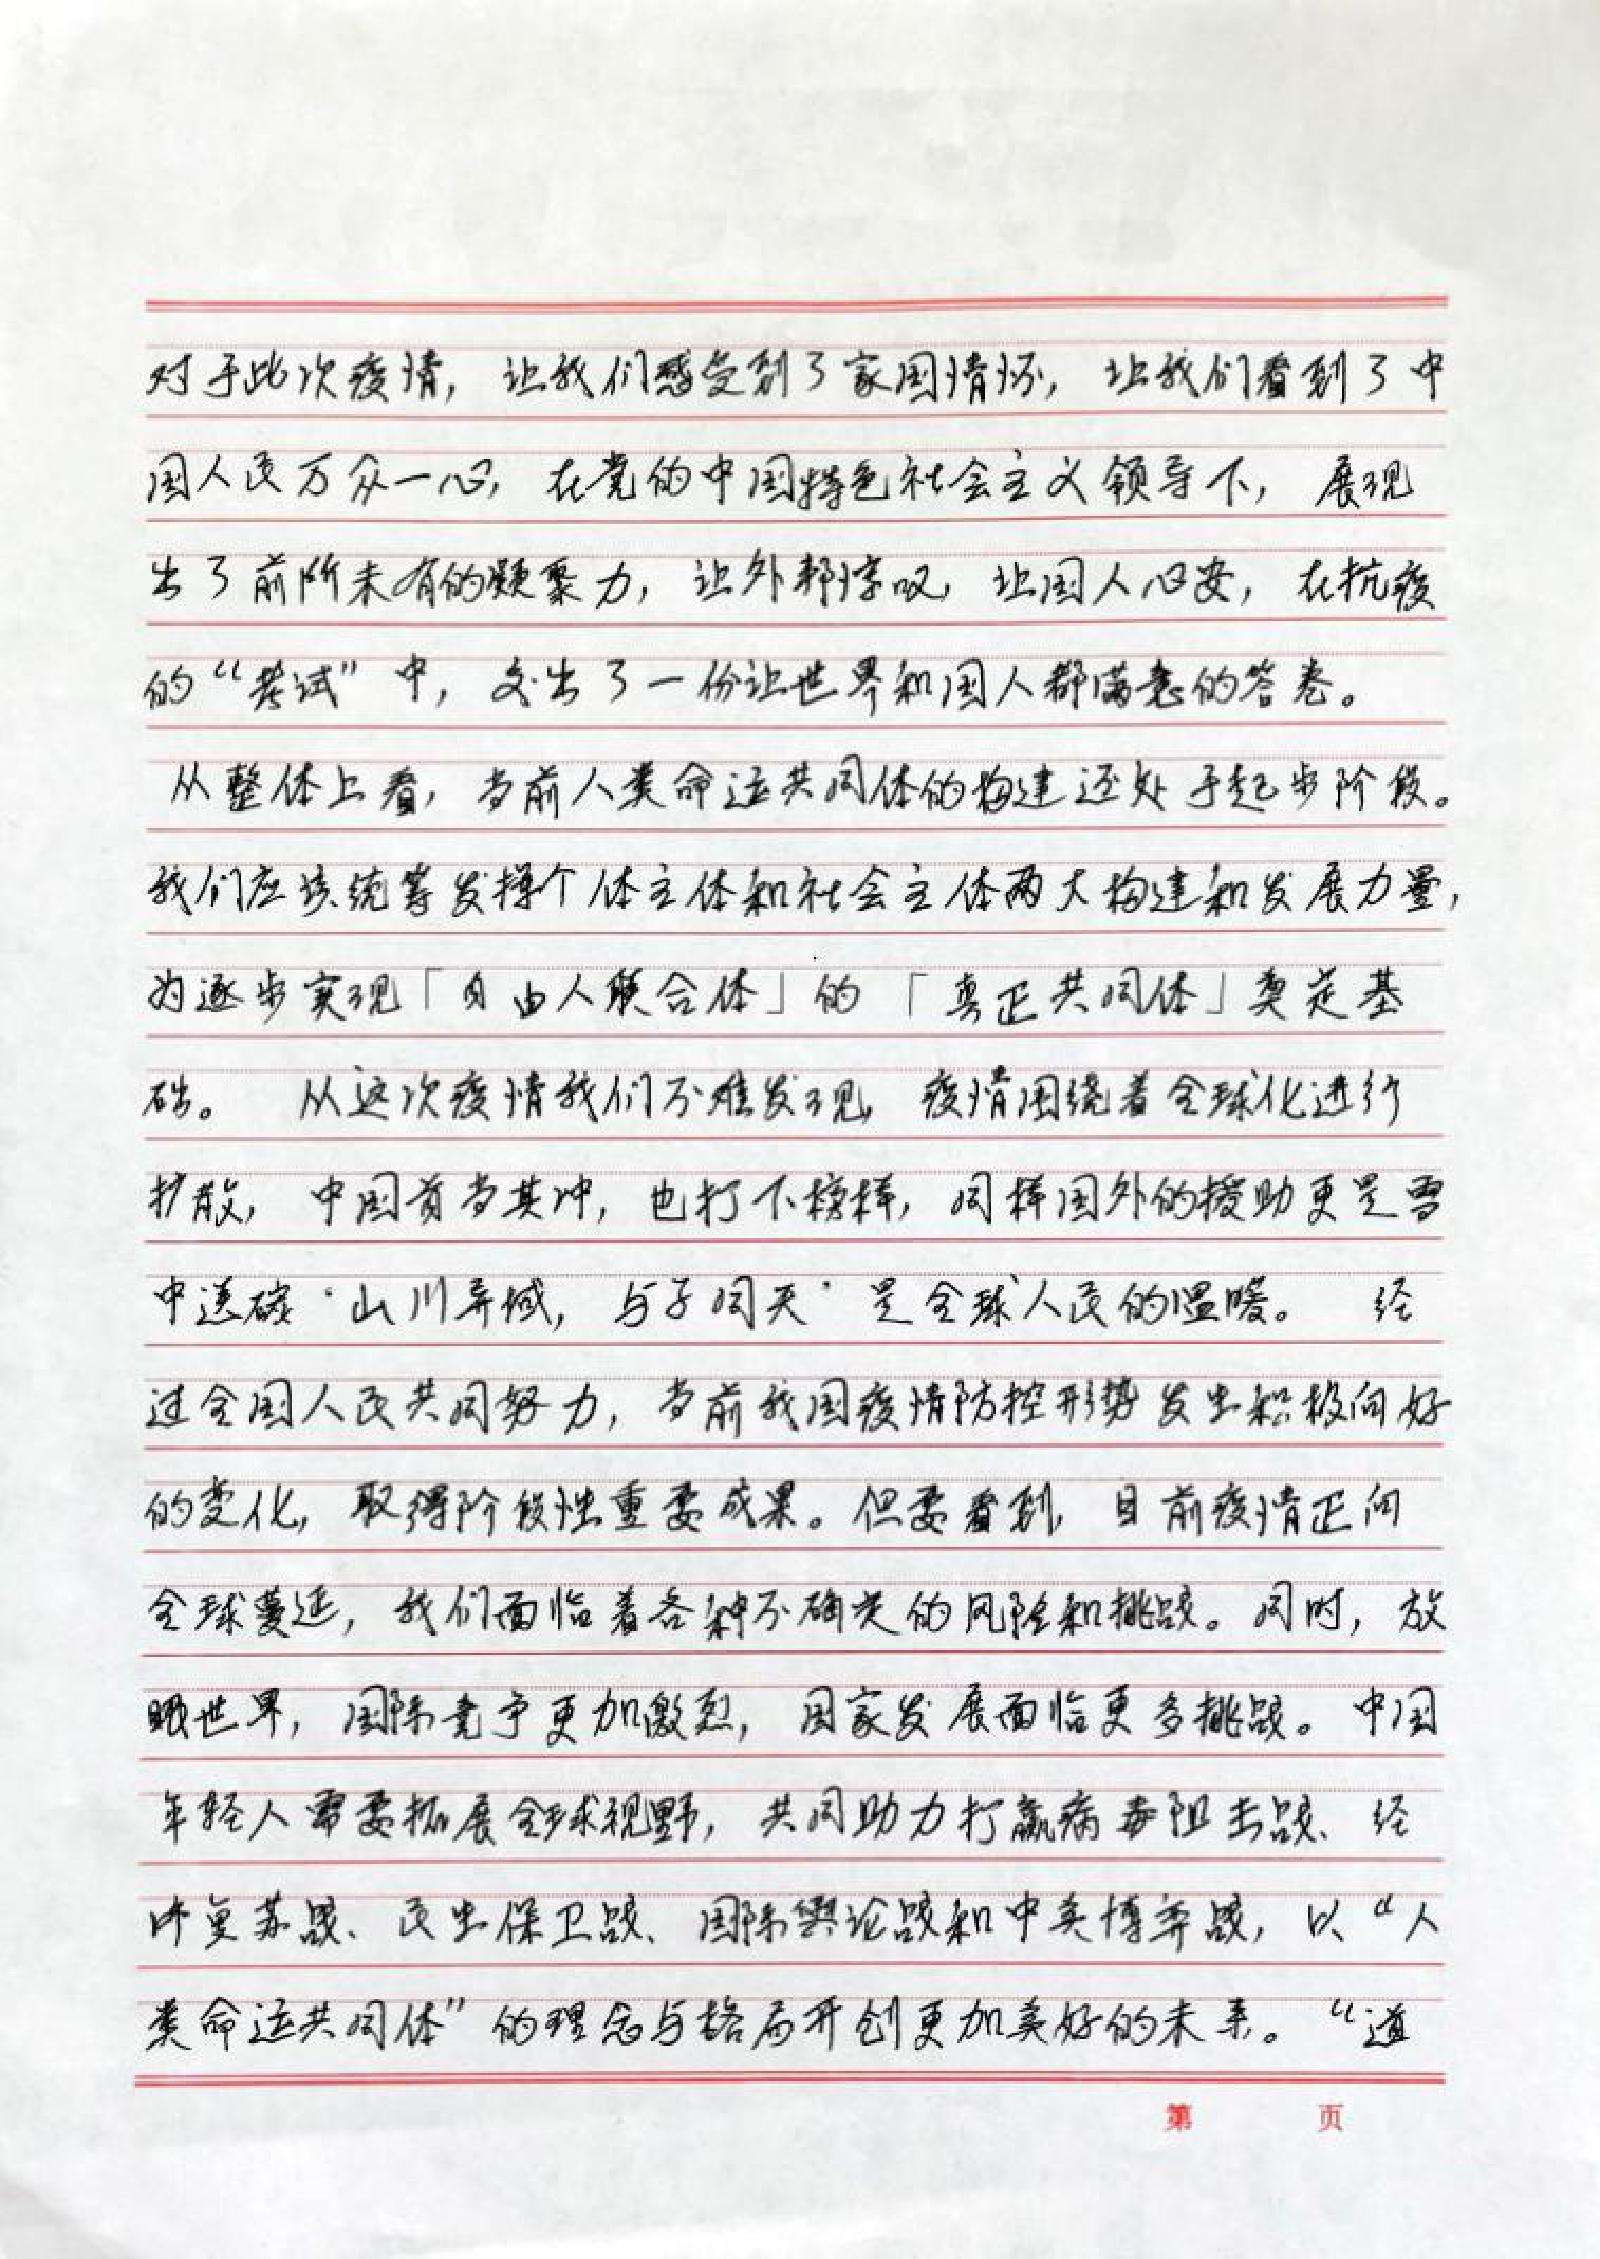 对于此次疫情，让我们感受到了家国情怀，让我们看到了中
国人民万众一心，在党的中国特色社会主义领导下，展现
出了前阶未有的凝聚力，让外邦惊叹，让国人心安，在抗疫
的“考试”中，交出了一份让世界和国人都满意的答卷。
从整体上看，当前人类命运共同体的构建还处于起步阶段。
我们应该统筹发挥个体主体和社会主体两大构建和发展力量，
为逐步实现「自由人联合体」的「真正共同体」奠定基
础。 从这次疫情我们不难发现，疫情围绕着全球化进行
扩散，中国首当其冲，也打下榜样，同样国外的援助更是雪
中送碳“山川异域，与子同天”是全球人民的温暖。 经
过全国人民共同努力，当前我国疫情防控形势发生积极向好
的变化，取得阶段性重要成果。但要看到，目前疫情正向
全球蔓延，我们面临着各种不确定的风险和挑战。同时，放
眼世界，国际竞争更加激烈，国家发展面临更多挑战。中国
年轻人需要拓展全球视野，共同助力打赢病毒阻击战、经
济复苏战、民生保卫战、国际舆论战和中美博弈战，以“人
类命运共同体”的理念与格局开创更加美好的未来。“道
第 页